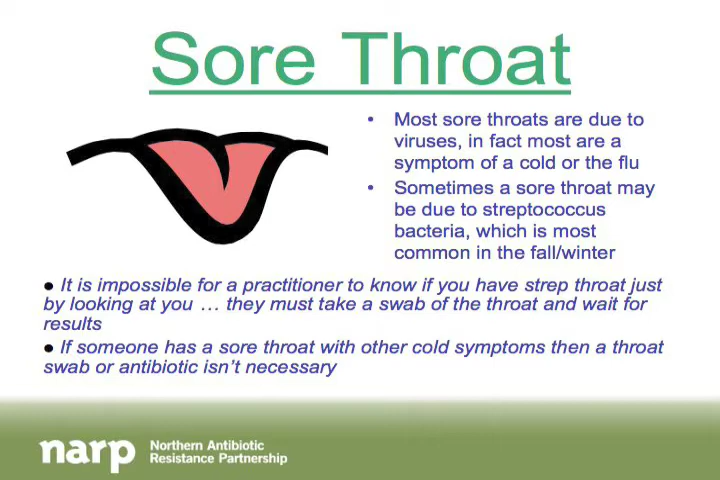 Sore Throat
• Most sore throats are due to
viruses, in fact most are a
symptom of a cold or the flu
• Sometimes a sore throat may
be due to streptococcus
bacteria, which is most
common in the fall/winter
● It is impossible for a practitioner to know if you have strep throat just
by looking at you … they must take a swab of the throat and wait for
results
● If someone has a sore throat with other cold symptoms then a throat
swab or antibiotic isn't necessary
narp
Northern Antibiotic
Resistance Partnership